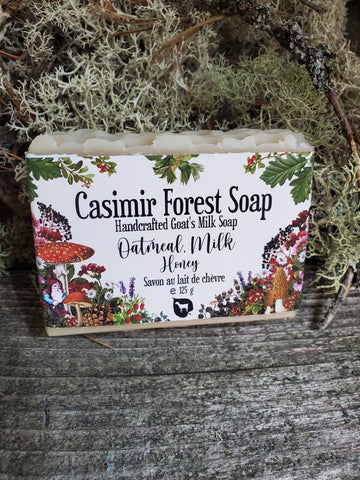 Casimir Forest Soap
Handcrafted Goat's Milk Soap
Oatmeal, Milk
Honey
Savon au lait de chèvre
℮ 125 g